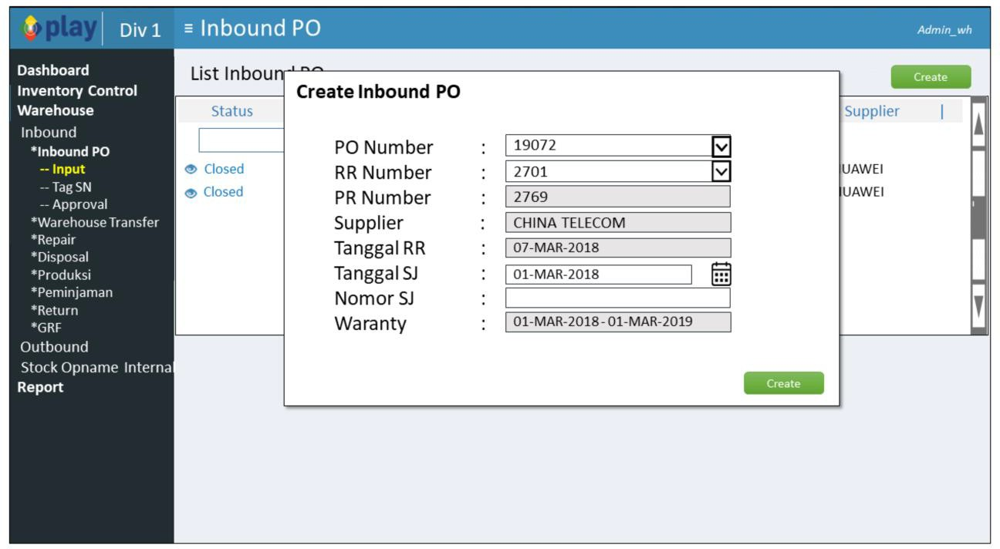 play Div 1 ≡ Inbound PO Admin_wh
Dashboard
Inventory Control
Warehouse
Inbound
*Inbound PO
-- Input
-- Tag SN
-- Approval
*Warehouse Transfer
*Repair
*Disposal
*Produksi
*Peminjaman
*Return
*GRF
Outbound
Stock Opname Internal
Report
List Inbound PO Create
Status Supplier |
Closed UAWEI
Closed UAWEI
Create Inbound PO
PO Number : 19072
RR Number : 2701
PR Number : 2769
Supplier : CHINA TELECOM
Tanggal RR : 07-MAR-2018
Tanggal SJ : 01-MAR-2018
Nomor SJ :
Waranty : 01-MAR-2018- 01-MAR-2019
Create